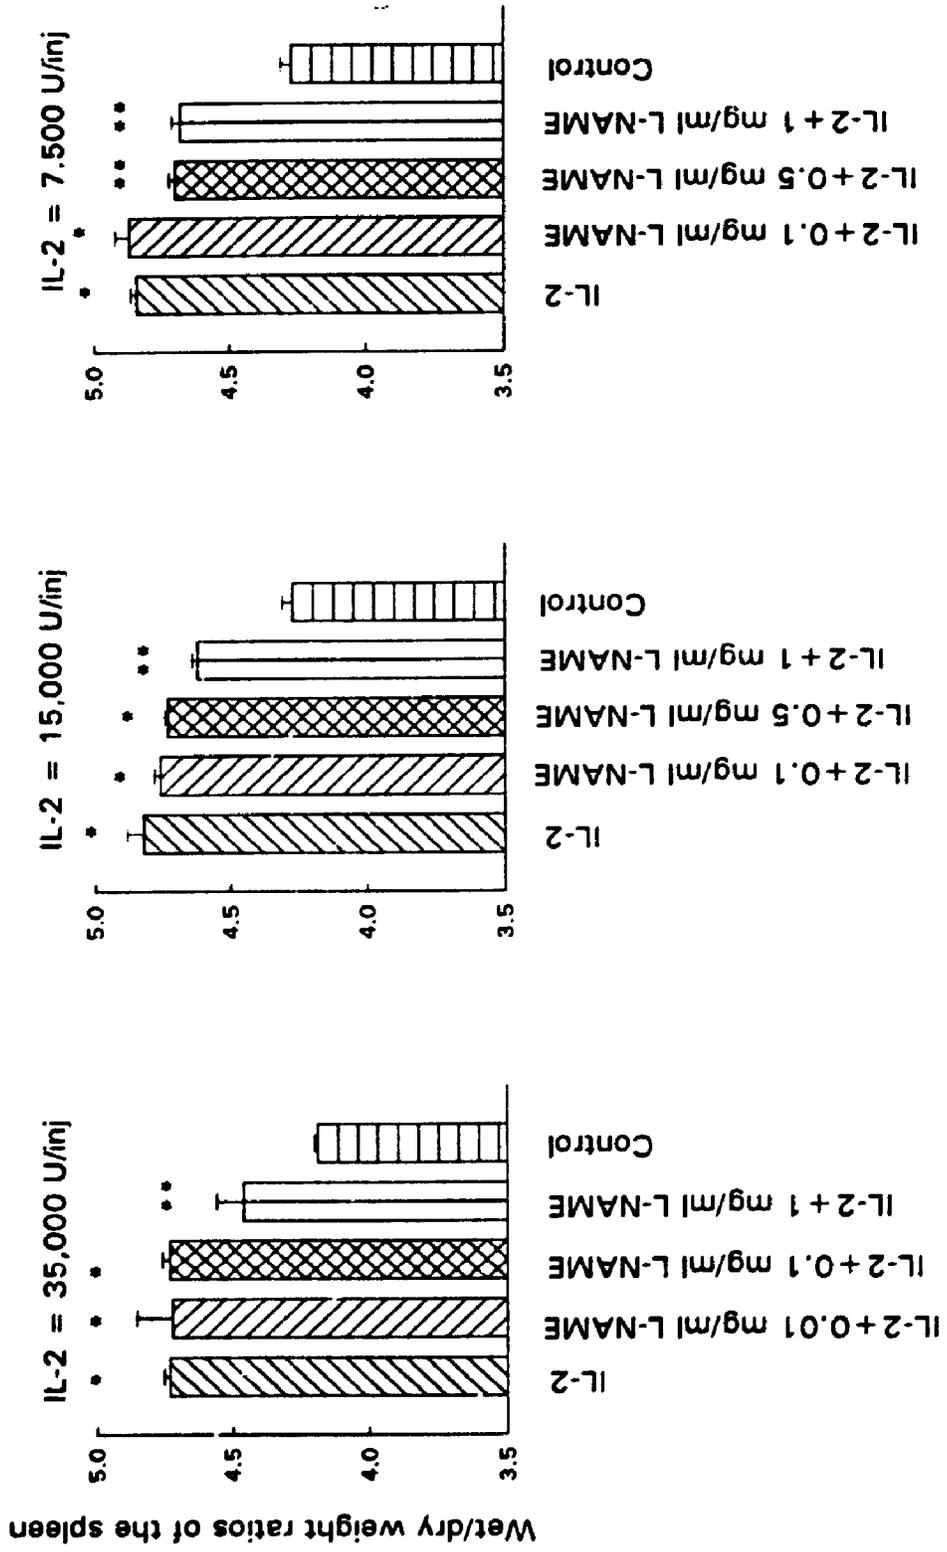 Wet/dry weight ratios of the spleen
IL-2 = 35,000 U/inj
5.0
4.5
4.0
3.5
*
*
*
**
IL-2
IL-2+0.01 mg/ml L-NAME
IL-2+0.1 mg/ml L-NAME
IL-2+1 mg/ml L-NAME
Control
IL-2 = 15,000 U/inj
5.0
4.5
4.0
3.5
*
*
*
**
IL-2
IL-2+0.1 mg/ml L-NAME
IL-2+0.5 mg/ml L-NAME
IL-2+1 mg/ml L-NAME
Control
IL-2 = 7.500 U/inj
5.0
4.5
4.0
3.5
*
*
**
**
IL-2
IL-2+0.1 mg/ml L-NAME
IL-2+0.5 mg/ml L-NAME
IL-2+1 mg/ml L-NAME
Control